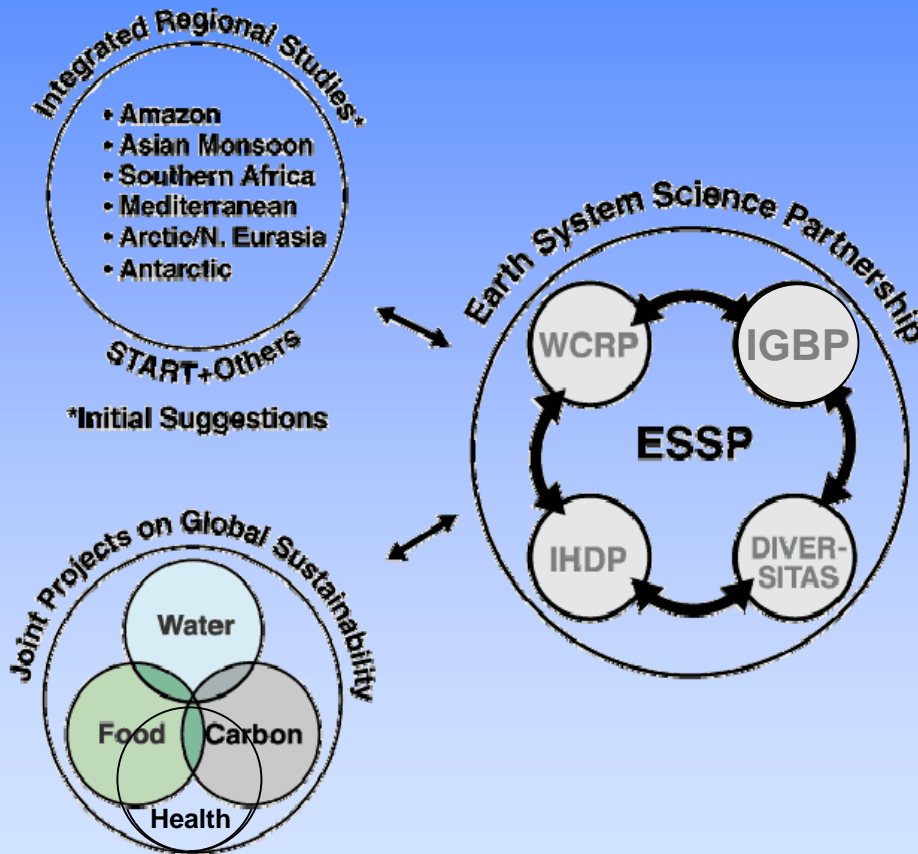 Integrated Regional Studies*
• Amazon
• Asian Monsoon
• Southern Africa
• Mediterranean
• Arctic/N. Eurasia
• Antarctic
START+Others
*Initial Suggestions
Earth System Science Partnership
WCRP
IGBP
ESSP
IHDP
DIVER-
SITAS
Joint Projects on Global Sustainability
Water
Food
Carbon
Health